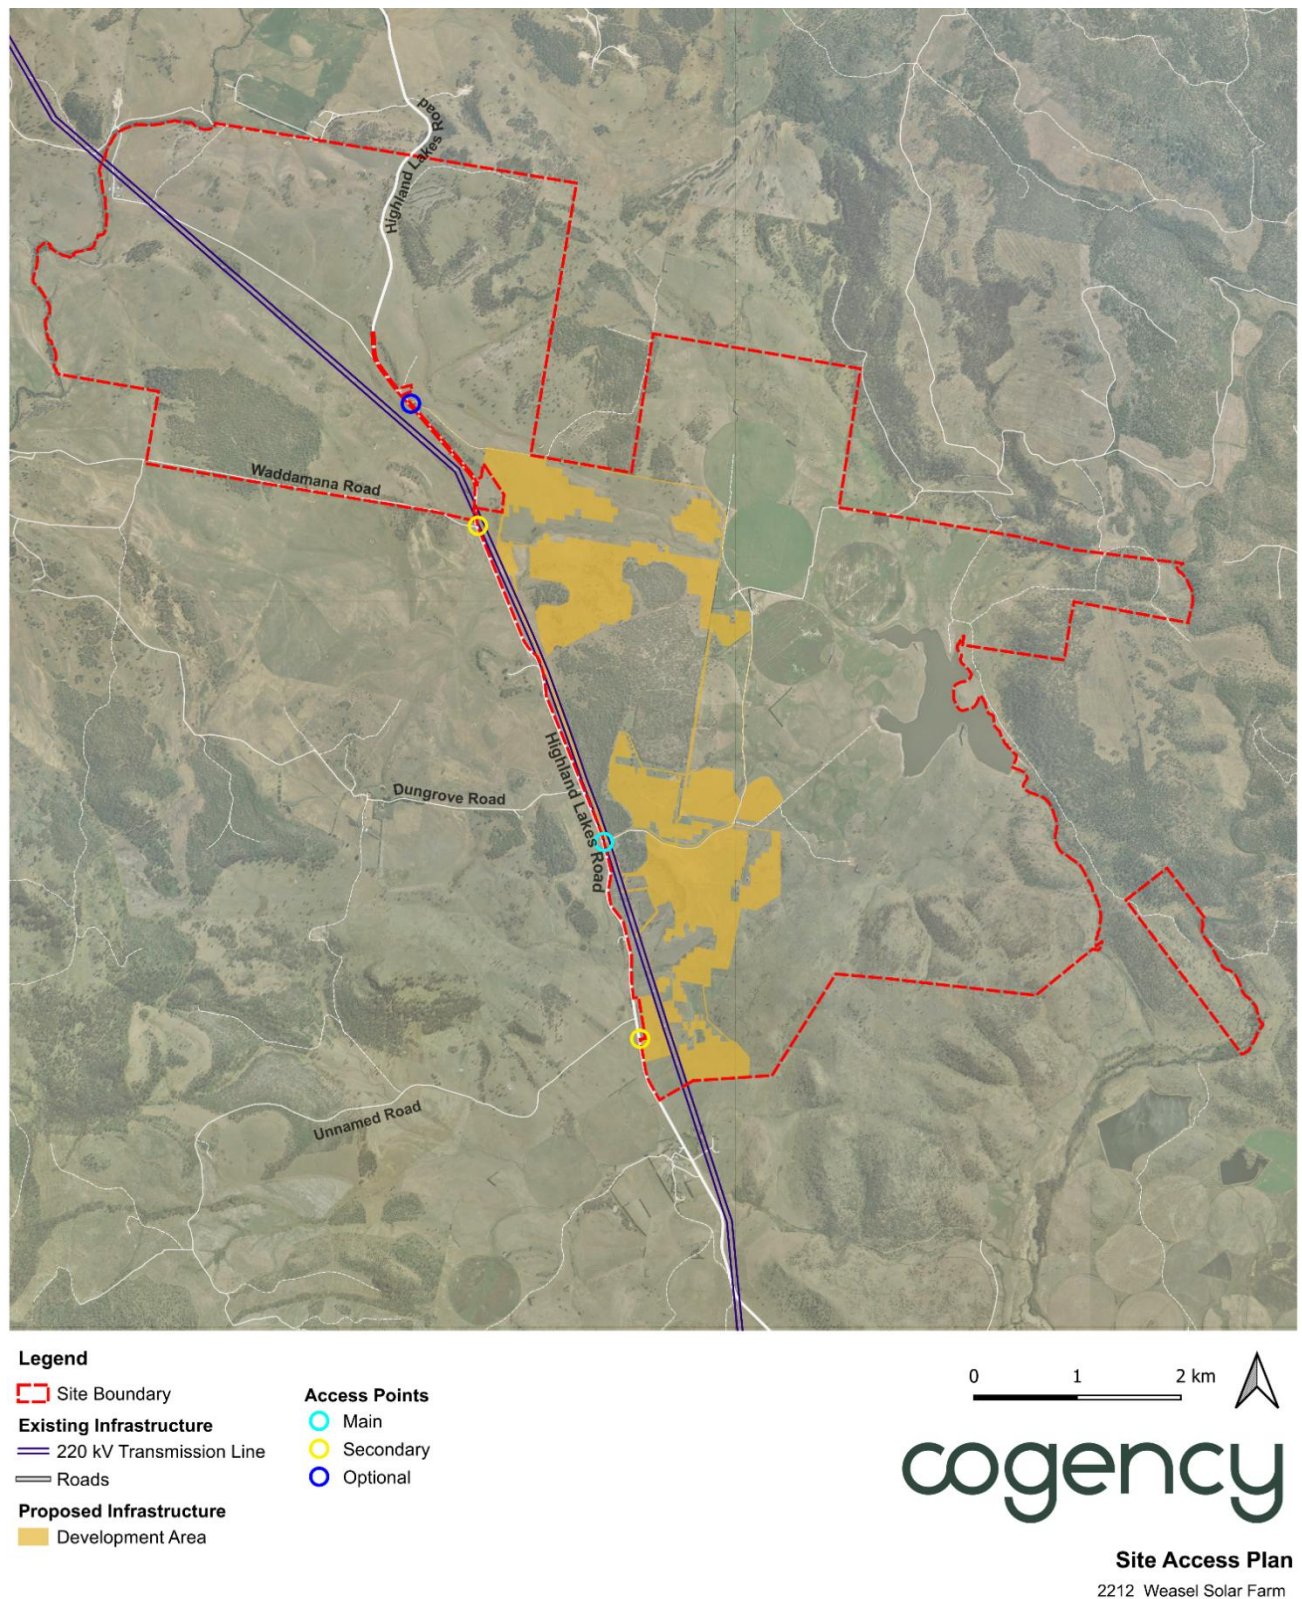 Highland Lakes Road
Waddamana Road
Highland Lakes Road
Dungrove Road
Unnamed Road
Legend
Site Boundary
Existing Infrastructure
220 kV Transmission Line
Roads
Proposed Infrastructure
Development Area
Access Points
Main
Secondary
Optional
0 1 2 km
cogency
Site Access Plan
2212 Weasel Solar Farm